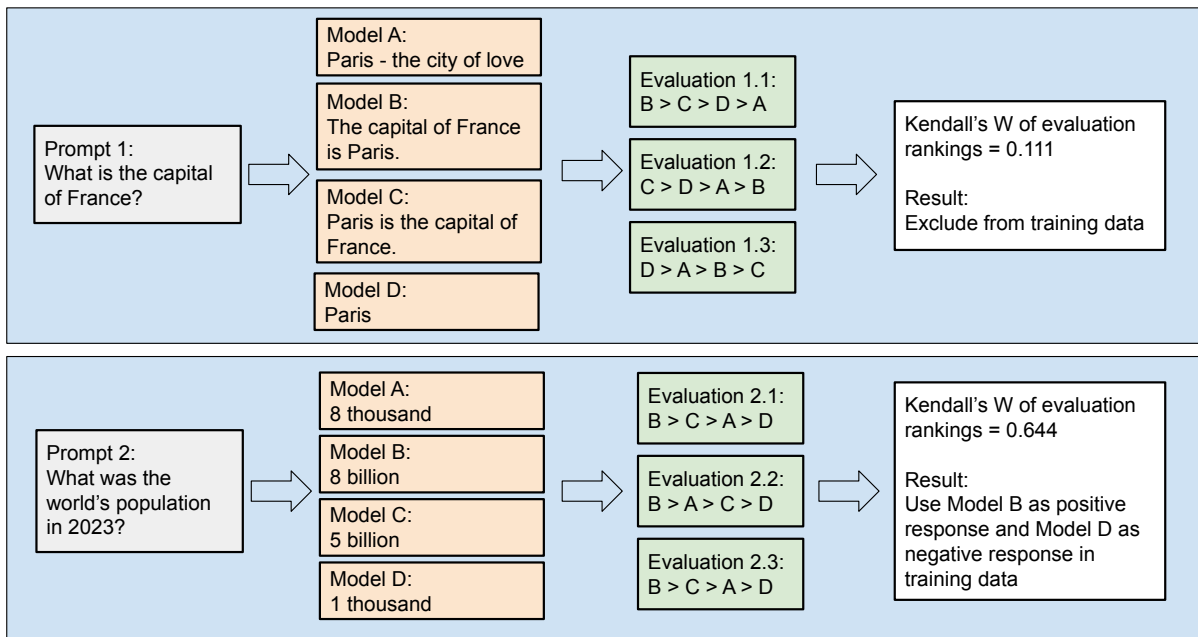 Prompt 1:
What is the capital
of France?
Model A:
Paris - the city of love
Model B:
The capital of France
is Paris.
Model C:
Paris is the capital of
France.
Model D:
Paris
Evaluation 1.1:
B > C > D > A
Evaluation 1.2:
C > D > A > B
Evaluation 1.3:
D > A > B > C
Kendall's W of evaluation
rankings = 0.111
Result:
Exclude from training data
Prompt 2:
What was the
world's population
in 2023?
Model A:
8 thousand
Model B:
8 billion
Model C:
5 billion
Model D:
1 thousand
Evaluation 2.1:
B > C > A > D
Evaluation 2.2:
B > A > C > D
Evaluation 2.3:
B > C > A > D
Kendall's W of evaluation
rankings = 0.644
Result:
Use Model B as positive
response and Model D as
negative response in
training data